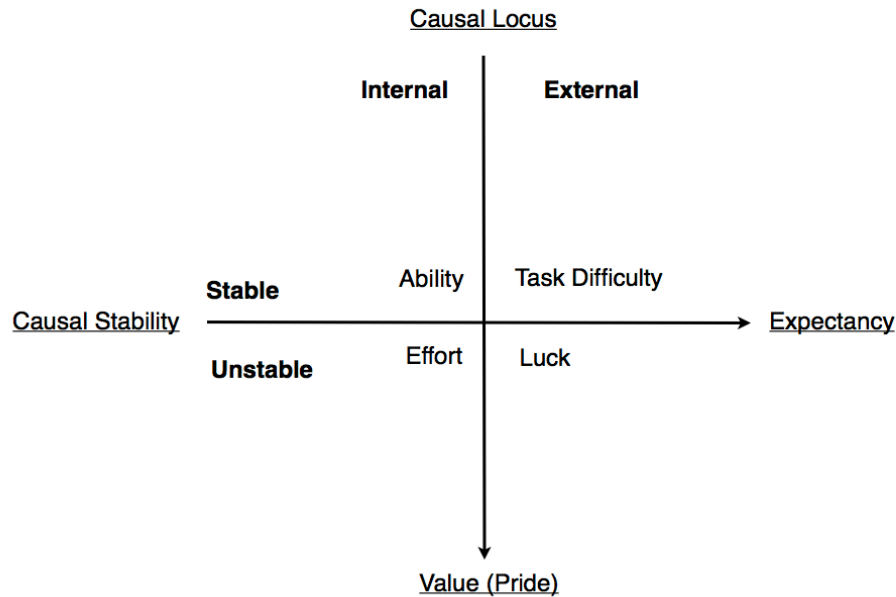 Causal Locus
Internal External
Ability Task Difficulty
Stable
Causal Stability Expectancy
Effort Luck
Unstable
Value (Pride)